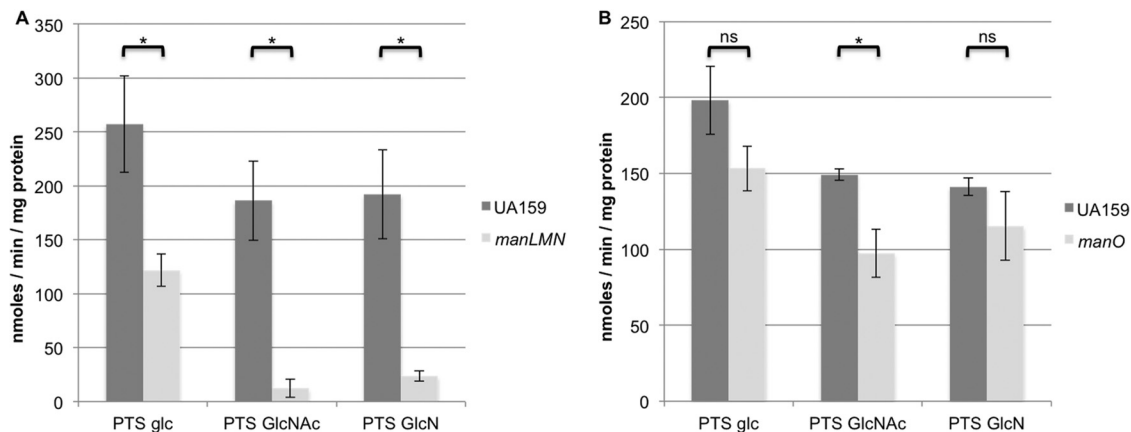 A
350
300
250
200
150
100
50
0
nmoles / min / mg protein
*
*
*
PTS glc
PTS GlcNAc
PTS GlcN
UA159
manLMN
B
250
200
150
100
50
0
nmoles / min / mg protein
ns
*
ns
PTS glc
PTS GlcNAc
PTS GlcN
UA159
manO